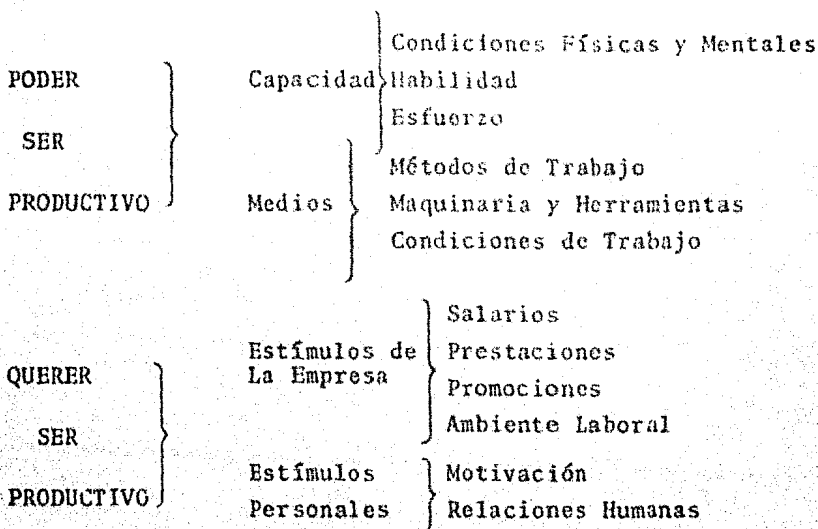 Condiciones Físicas y Mentales
PODER Capacidad Habilidad
Esfuerzo
SER
Métodos de Trabajo
PRODUCTIVO Medios Maquinaria y Herramientas
Condiciones de Trabajo
Salarios
Estímulos de Prestaciones
QUERER La Empresa
Promociones
SER Ambiente Laboral
Estímulos Motivación
PRODUCTIVO Personales Relaciones Humanas